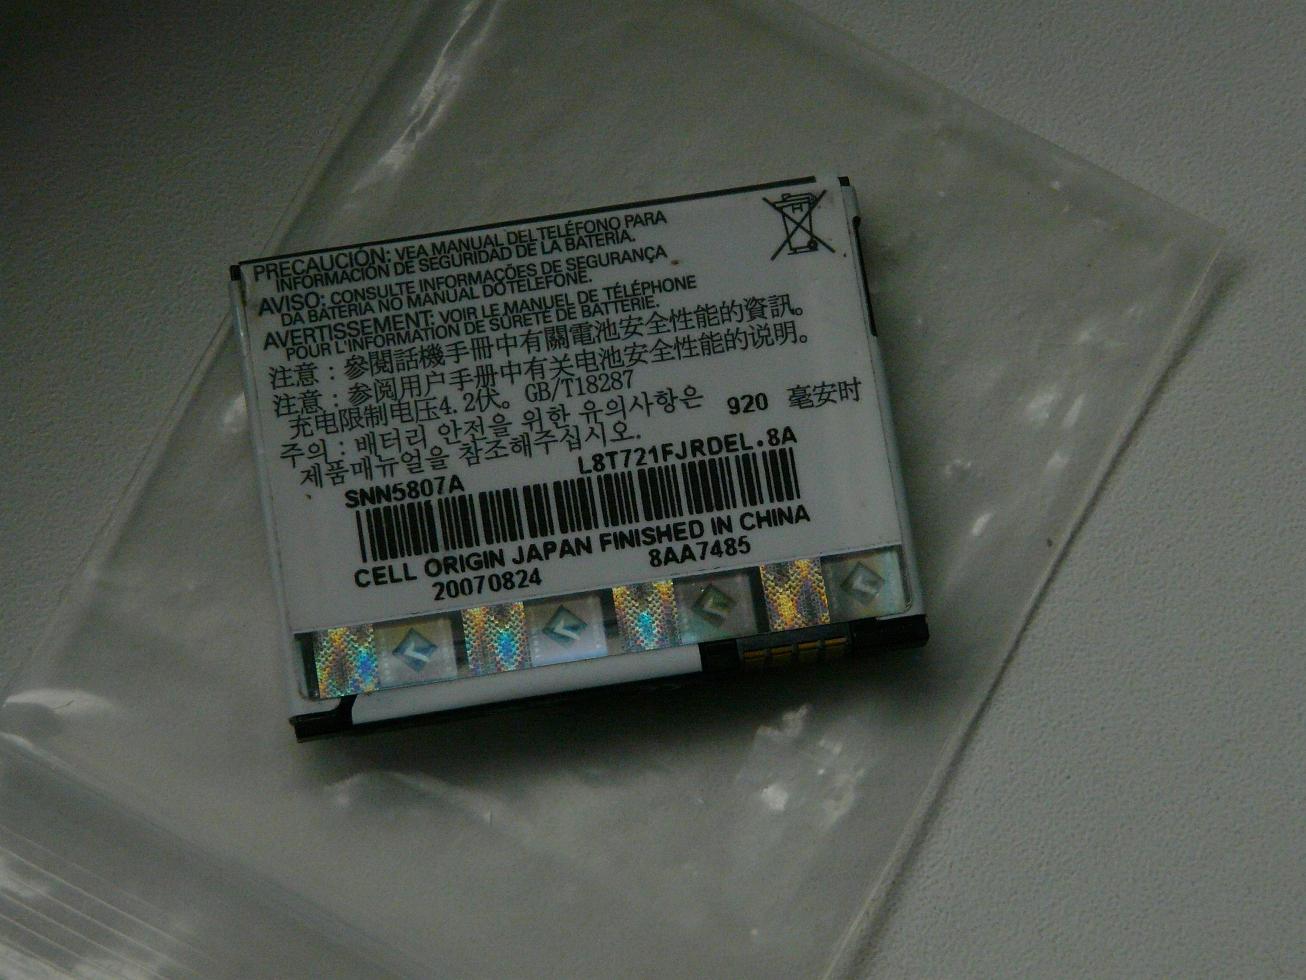 PRECAUCIÓN: VEA MANUAL DEL TELÉFONO PARA
INFORMACIÓN DE SEGURIDAD DE LA BATERÍA.
AVISO: CONSULTE INFORMAÇÕES DE SEGURANÇA
DA BATERIA NO MANUAL DO TELEFONE.
AVERTISSEMENT: VOIR LE MANUEL DE TÉLÉPHONE
POUR L'INFORMATION DE SÛRETÉ DE BATTERIE.
注意：參閱話機手冊中有關電池安全性能的資訊。
注意：参阅用户手册中有关电池安全性能的说明。
充电限制电压4.2伏。GB/T18287
주의：배터리 안전을 위한 유의사항은
제품매뉴얼을 참조해주십시오.
920 毫安时
L8T721FJRDEL.8A
SNN5807A
CELL ORIGIN JAPAN FINISHED IN CHINA
20070824 8AA7485